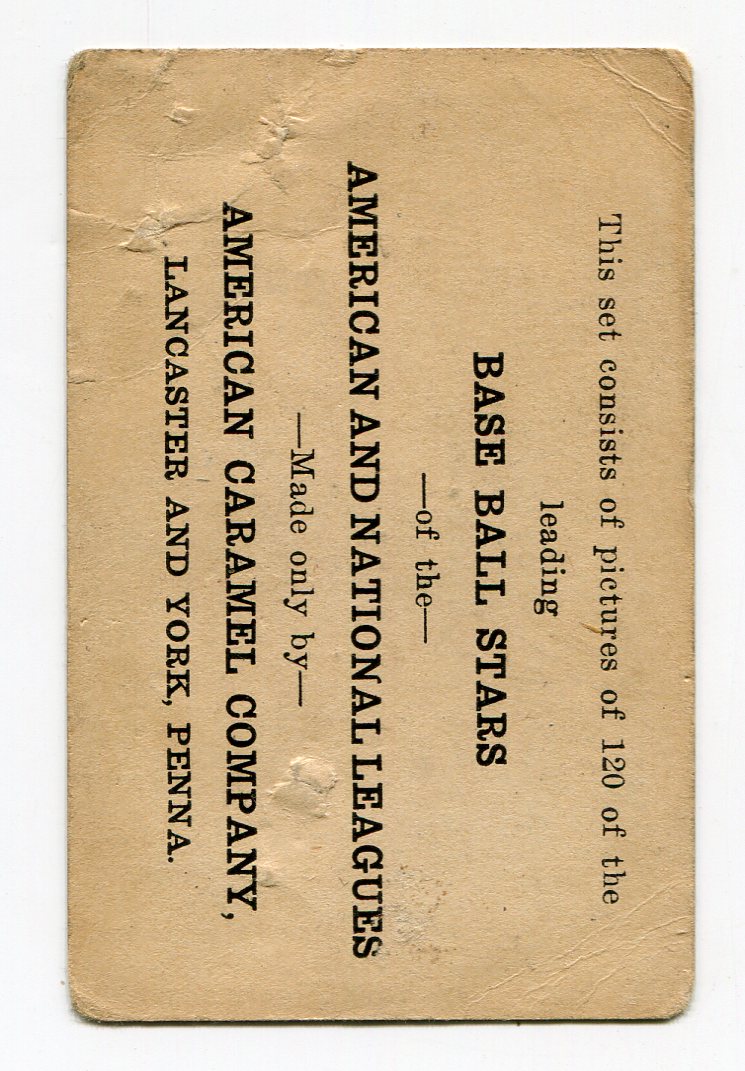 This set consists of pictures of 120 of the
leading
BASE BALL STARS
—of the—
AMERICAN AND NATIONAL LEAGUES
—Made only by—
AMERICAN CARAMEL COMPANY,
LANCASTER AND YORK, PENNA.